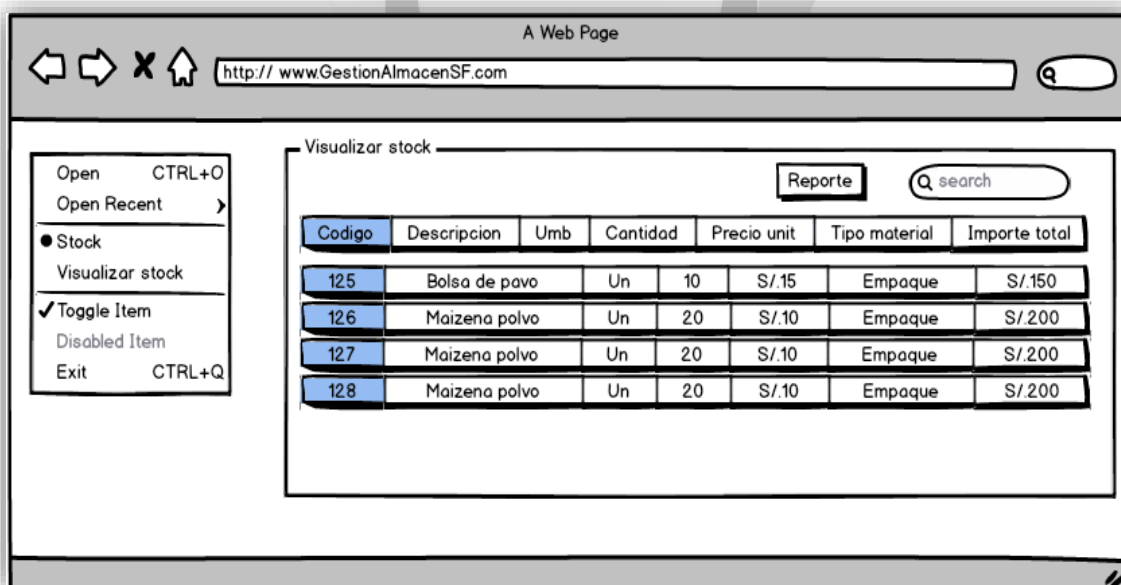 A Web Page
http:// www.GestionAlmacenSF.com
Open CTRL+O
Open Recent
Stock
Visualizar stock
Toggle Item
Disabled Item
Exit CTRL+Q
Visualizar stock
Reporte search
Codigo Descripcion Umb Cantidad Precio unit Tipo material Importe total
125 Bolsa de pavo Un 10 S/.15 Empaque S/.150
126 Maizena polvo Un 20 S/.10 Empaque S/.200
127 Maizena polvo Un 20 S/.10 Empaque S/.200
128 Maizena polvo Un 20 S/.10 Empaque S/.200